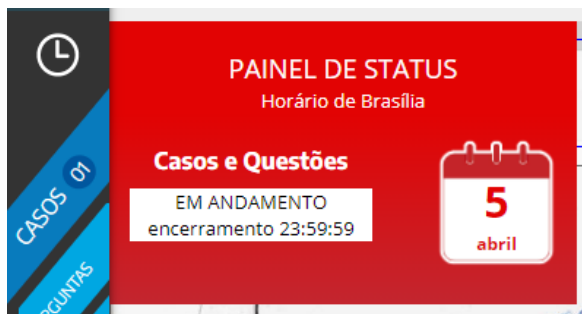 PAINEL DE STATUS
Horário de Brasília
CASOS 01
Casos e Questões
EM ANDAMENTO
encerramento 23:59:59
5
abril